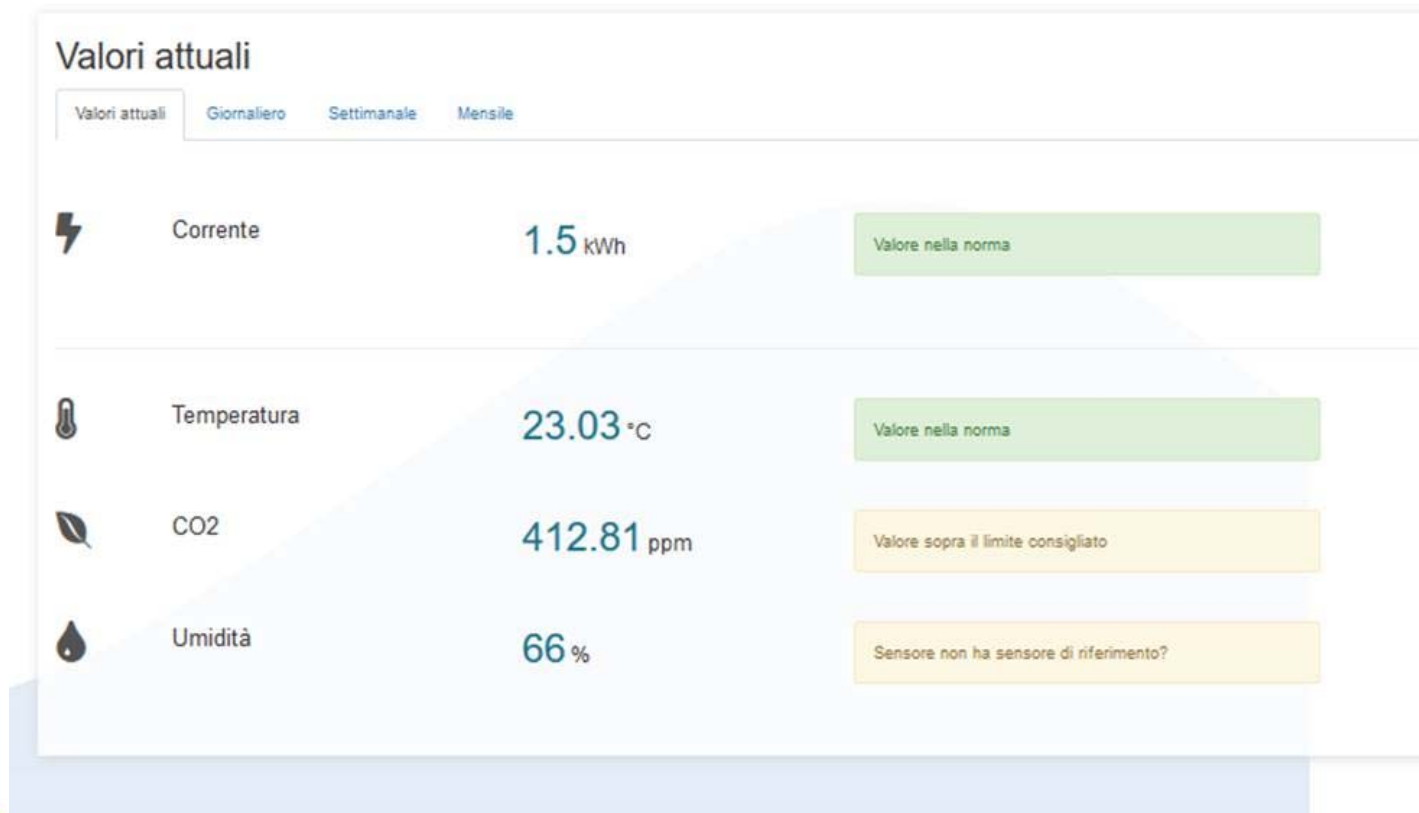 Valori attuali
Valori attuali Giornaliero Settimanale Mensile
Corrente 1.5 kWh Valore nella norma
Temperatura 23.03 °C Valore nella norma
CO2 412.81 ppm Valore sopra il limite consigliato
Umidità 66 % Sensore non ha sensore di riferimento?